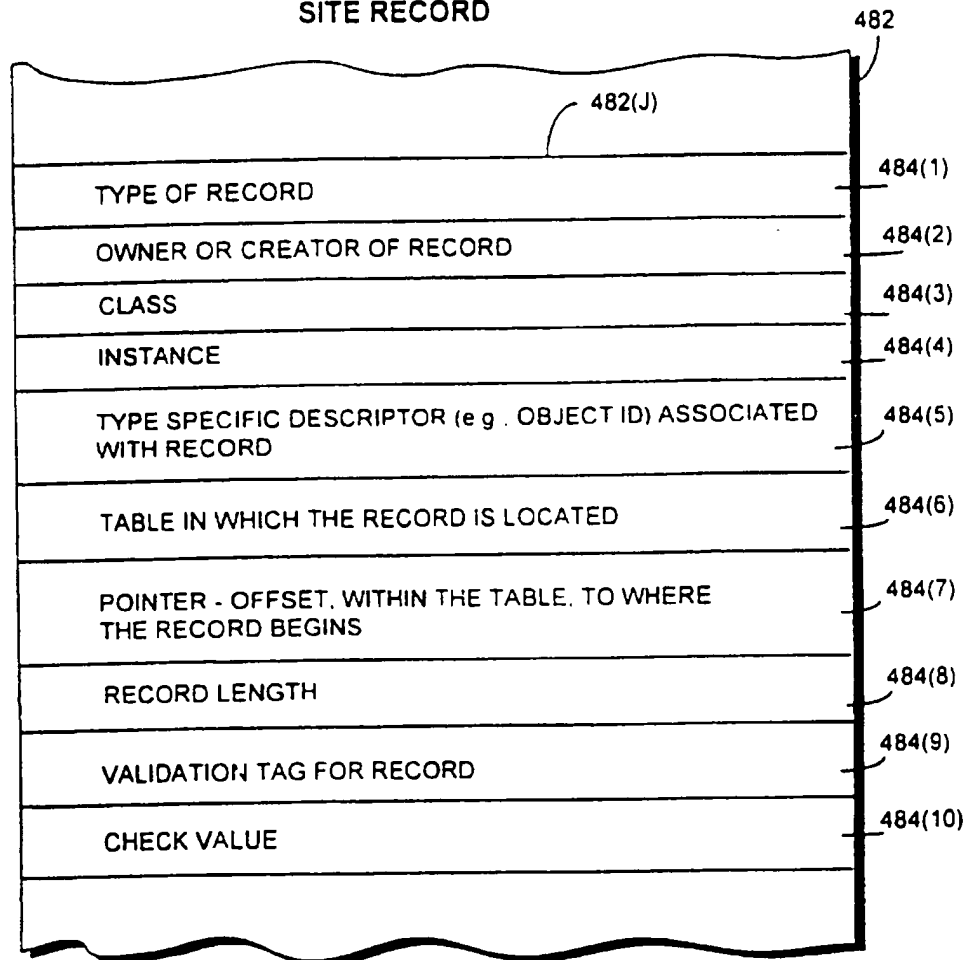 SITE RECORD
482
482(J)
TYPE OF RECORD
484(1)
OWNER OR CREATOR OF RECORD
484(2)
CLASS
484(3)
INSTANCE
484(4)
TYPE SPECIFIC DESCRIPTOR (e g . OBJECT ID) ASSOCIATED
WITH RECORD
484(5)
TABLE IN WHICH THE RECORD IS LOCATED
484(6)
POINTER - OFFSET, WITHIN THE TABLE, TO WHERE
THE RECORD BEGINS
484(7)
RECORD LENGTH
484(8)
VALIDATION TAG FOR RECORD
484(9)
CHECK VALUE
484(10)